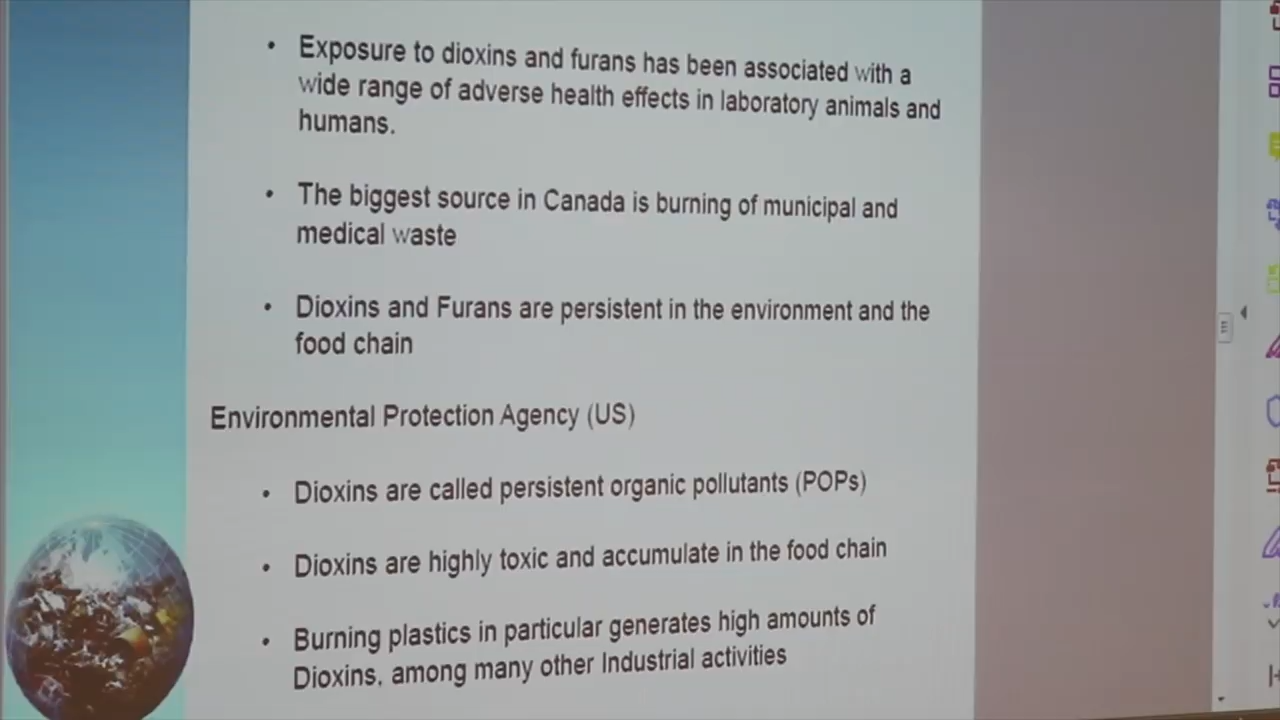 • Exposure to dioxins and furans has been associated with a
wide range of adverse health effects in laboratory animals and
humans.
• The biggest source in Canada is burning of municipal and
medical waste
• Dioxins and Furans are persistent in the environment and the
food chain
Environmental Protection Agency (US)
• Dioxins are called persistent organic pollutants (POPs)
• Dioxins are highly toxic and accumulate in the food chain
• Burning plastics in particular generates high amounts of
Dioxins, among many other Industrial activities